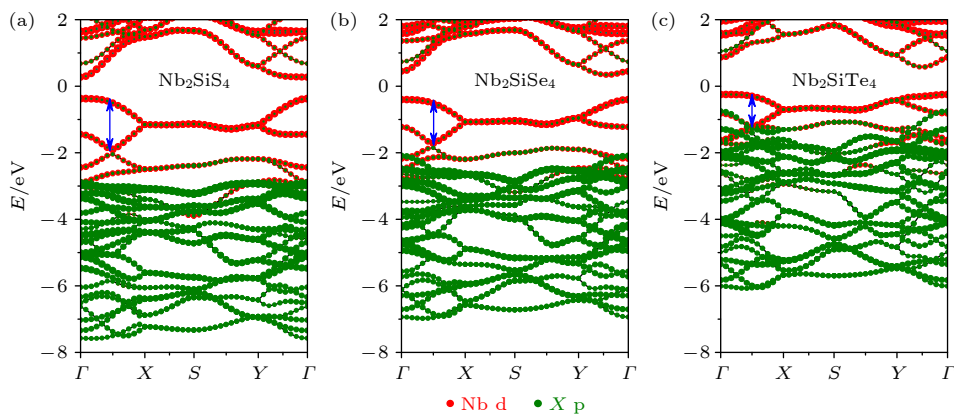 (a)
(b)
(c)
2
0
−2
−4
−6
−8
E/eV
Nb₂SiS₄
Γ X S Y Γ
2
0
−2
−4
−6
−8
E/eV
Nb₂SiSe₄
Γ X S Y Γ
2
0
−2
−4
−6
−8
E/eV
Nb₂SiTe₄
Γ X S Y Γ
Nb d
X p